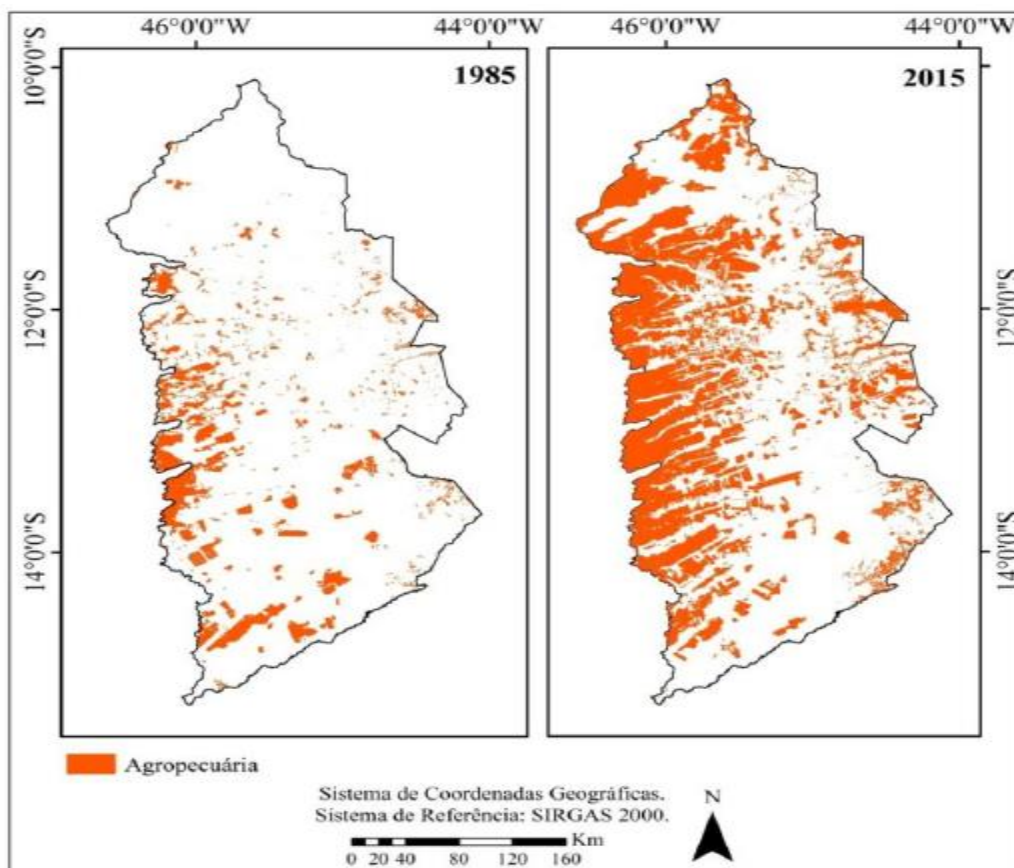 46°0'0"W 44°0'0"W 46°0'0"W 44°0'0"W
1985 2015
10°0'0"S
12°0'0"S 12°0'0"S
14°0'0"S 14°0'0"S
Agropecuária
Sistema de Coordenadas Geográficas.
Sistema de Referência: SIRGAS 2000.
N
Km
0 20 40 80 120 160